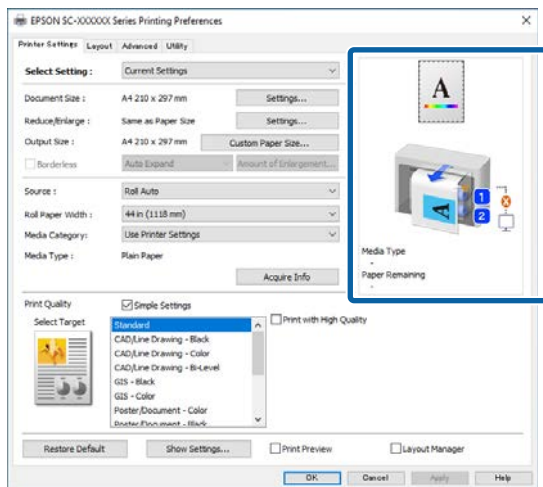 EPSON SC-XXXXXX Series Printing Preferences
Printer Settings Layout Advanced Utility
Select Setting : Current Settings
Document Size : A4 210 x 297 mm Settings...
Reduce/Enlarge : Same as Paper Size Settings...
Output Size : A4 210 x 297 mm Custom Paper Size...
Borderless Auto Expand Amount of Enlargement...
Source : Roll Auto
Roll Paper Width : 44 in (1118 mm)
Media Category: Use Printer Settings
Media Type : Plain Paper
Acquire Info
A
A
1
2
Media Type
-
Paper Remaining
-
Print Quality Simple Settings
Select Target
Standard
CAD/Line Drawing - Black
CAD/Line Drawing - Color
CAD/Line Drawing - Bi-Level
GIS - Black
GIS - Color
Poster/Document - Color
Poster/Document - Black
Print with High Quality
Restore Default Show Settings... Print Preview Layout Manager
OK Cancel Apply Help